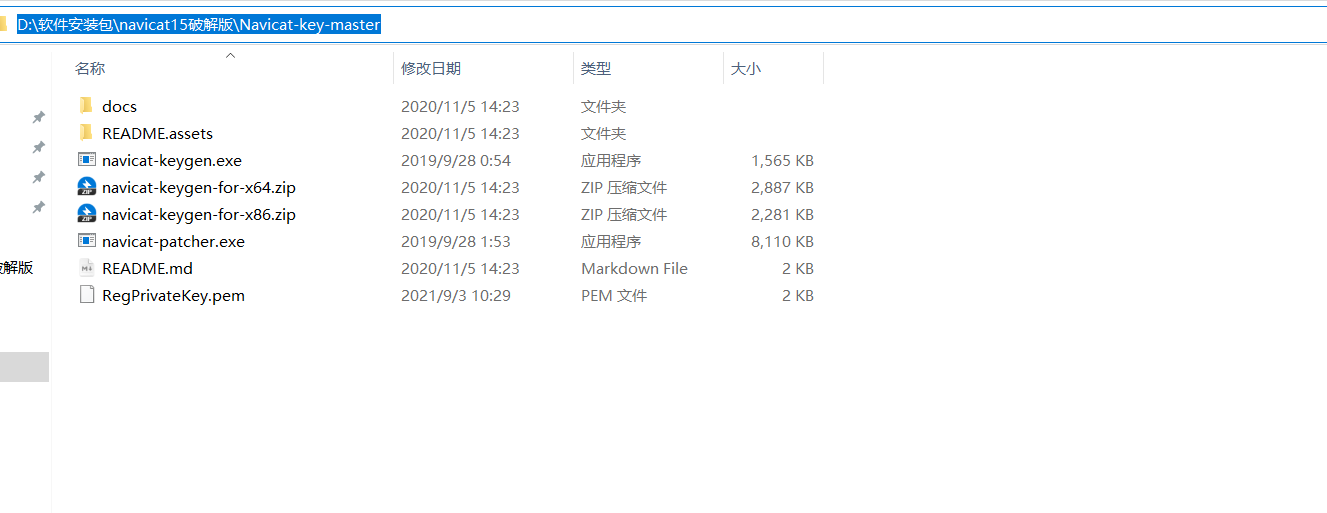 D:\软件安装包\navicat15破解版\Navicat-key-master
名称 修改日期 类型 大小
docs 2020/11/5 14:23 文件夹
README.assets 2020/11/5 14:23 文件夹
navicat-keygen.exe 2019/9/28 0:54 应用程序 1,565 KB
navicat-keygen-for-x64.zip 2020/11/5 14:23 ZIP 压缩文件 2,887 KB
navicat-keygen-for-x86.zip 2020/11/5 14:23 ZIP 压缩文件 2,281 KB
navicat-patcher.exe 2019/9/28 1:53 应用程序 8,110 KB
README.md 2020/11/5 14:23 Markdown File 2 KB
RegPrivateKey.pem 2021/9/3 10:29 PEM 文件 2 KB
破解版